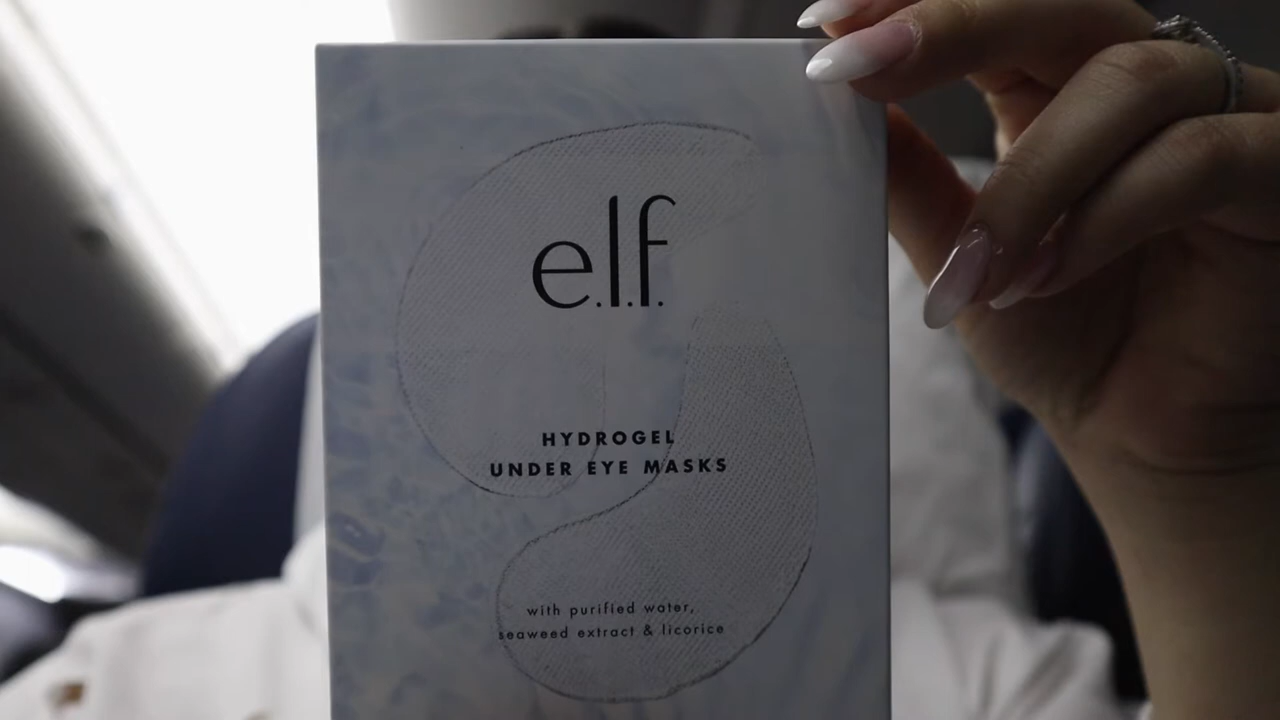 e.l.f.
HYDROGEL
UNDER EYE MASKS
with purified water,
seaweed extract & licorice